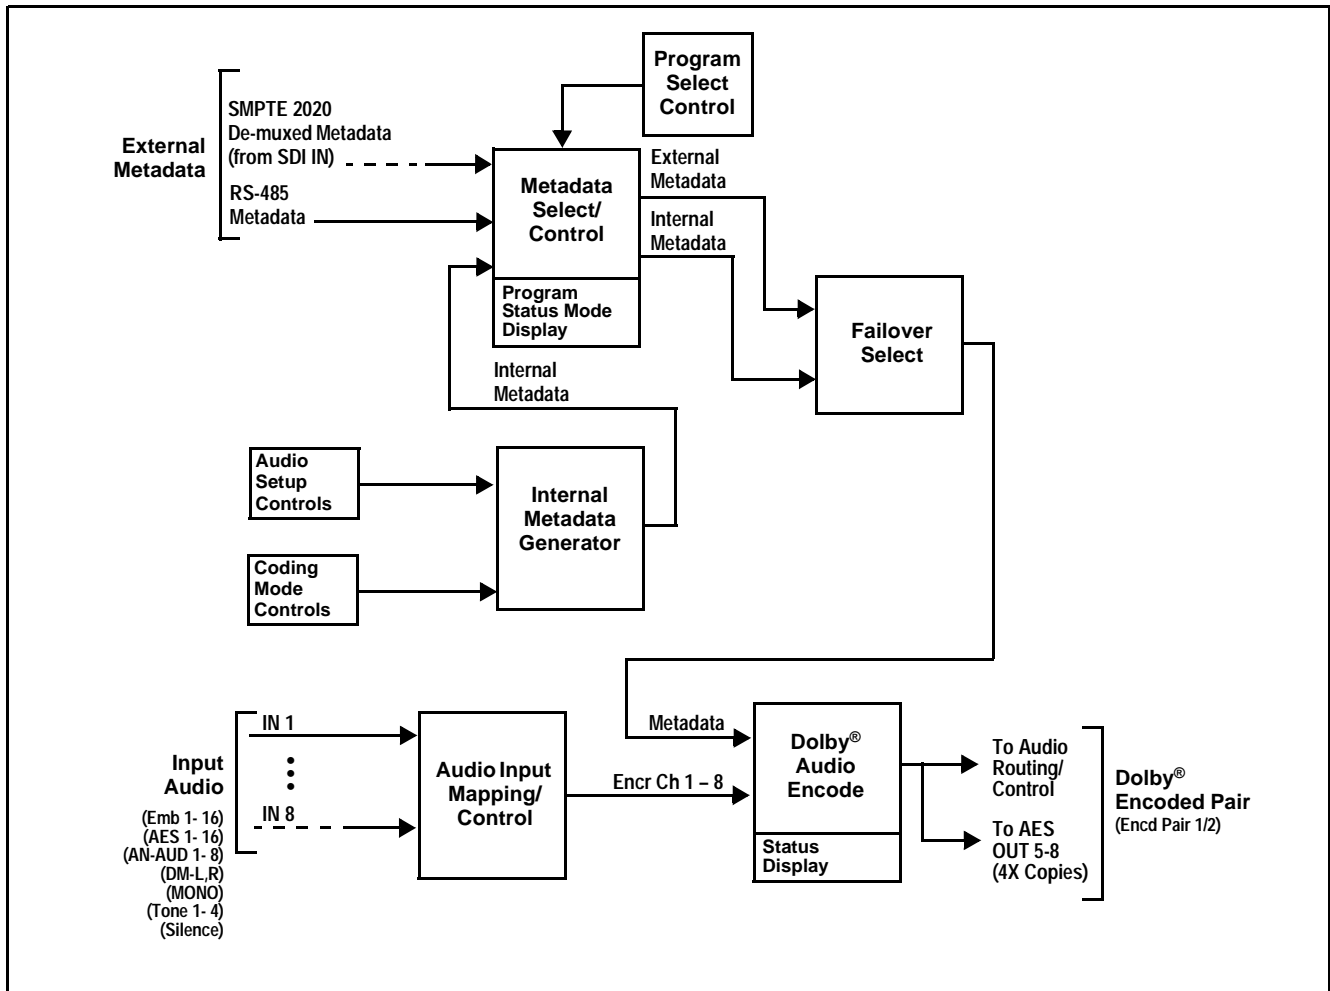 Program
Select
Control
External
Metadata
SMPTE 2020
De-muxed Metadata
(from SDI IN)
RS-485
Metadata
Metadata
Select/
Control
Program
Status Mode
Display
External
Metadata
Internal
Metadata
Failover
Select
Internal
Metadata
Audio
Setup
Controls
Internal
Metadata
Generator
Coding
Mode
Controls
Input
Audio
(Emb 1- 16)
(AES 1- 16)
(AN-AUD 1- 8)
(DM-L,R)
(MONO)
(Tone 1- 4)
(Silence)
IN 1
IN 8
Audio Input
Mapping/
Control
Metadata
Encr Ch 1 – 8
Dolby®
Audio
Encode
Status
Display
To Audio
Routing/
Control
To AES
OUT 5-8
(4X Copies)
Dolby®
Encoded Pair
(Encd Pair 1/2)